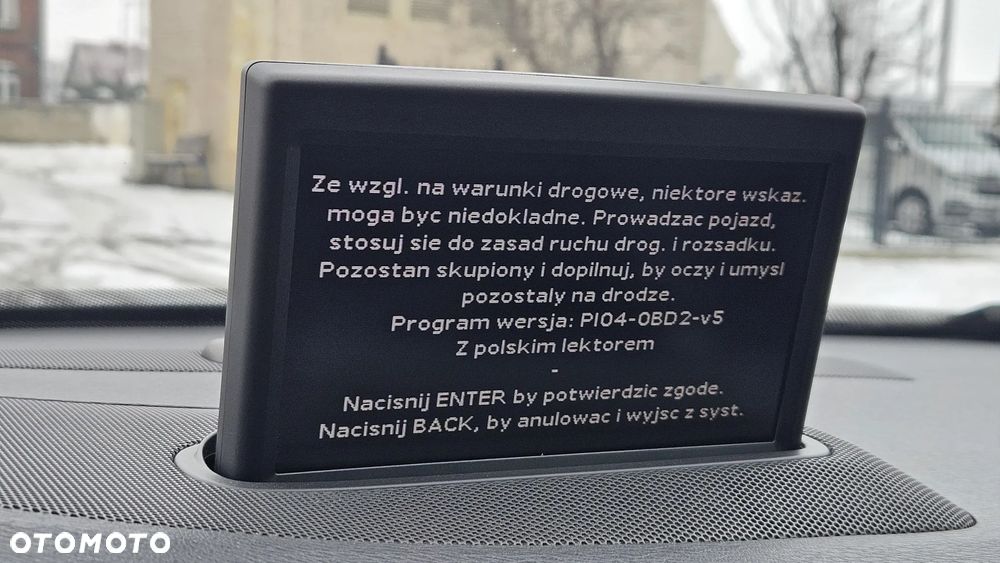 Ze wzgl. na warunki drogowe, niektore wskaz.
moga byc niedokladne. Prowadzac pojazd,
stosuj sie do zasad ruchu drog. i rozsadku.
Pozostan skupiony i dopilnuj, by oczy i umysl
pozostaly na drodze.
Program wersja: PI04-OBD2-v5
Z polskim lektorem
-
Nacisnij ENTER by potwierdzic zgode.
Nacisnij BACK, by anulowac i wyjsc z syst.
OTOMOTO